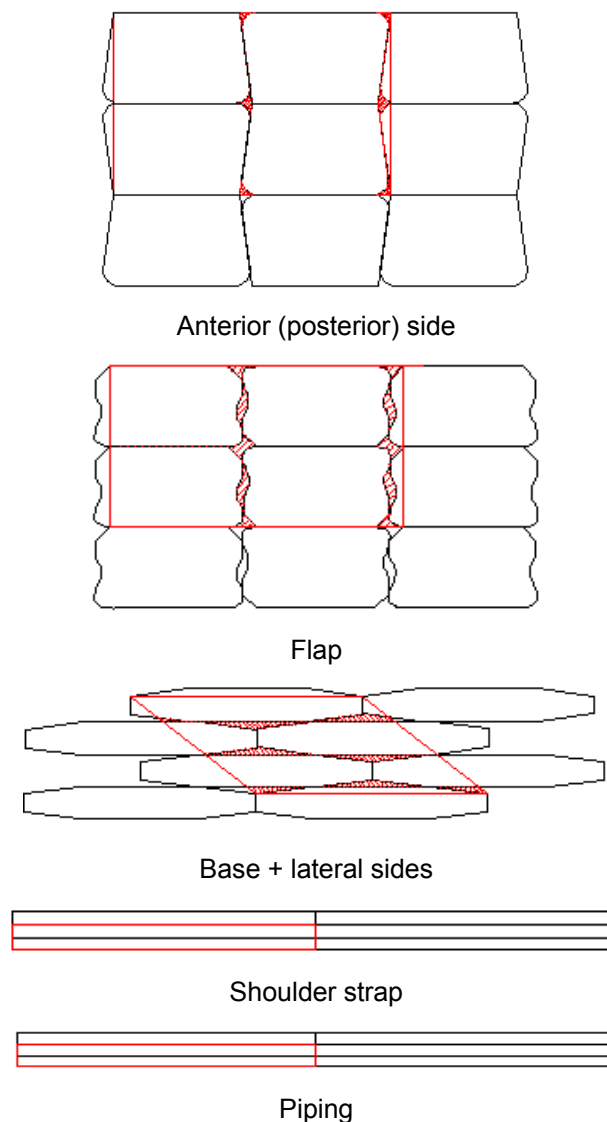 Anterior (posterior) side
Flap
Base + lateral sides
Shoulder strap
Piping